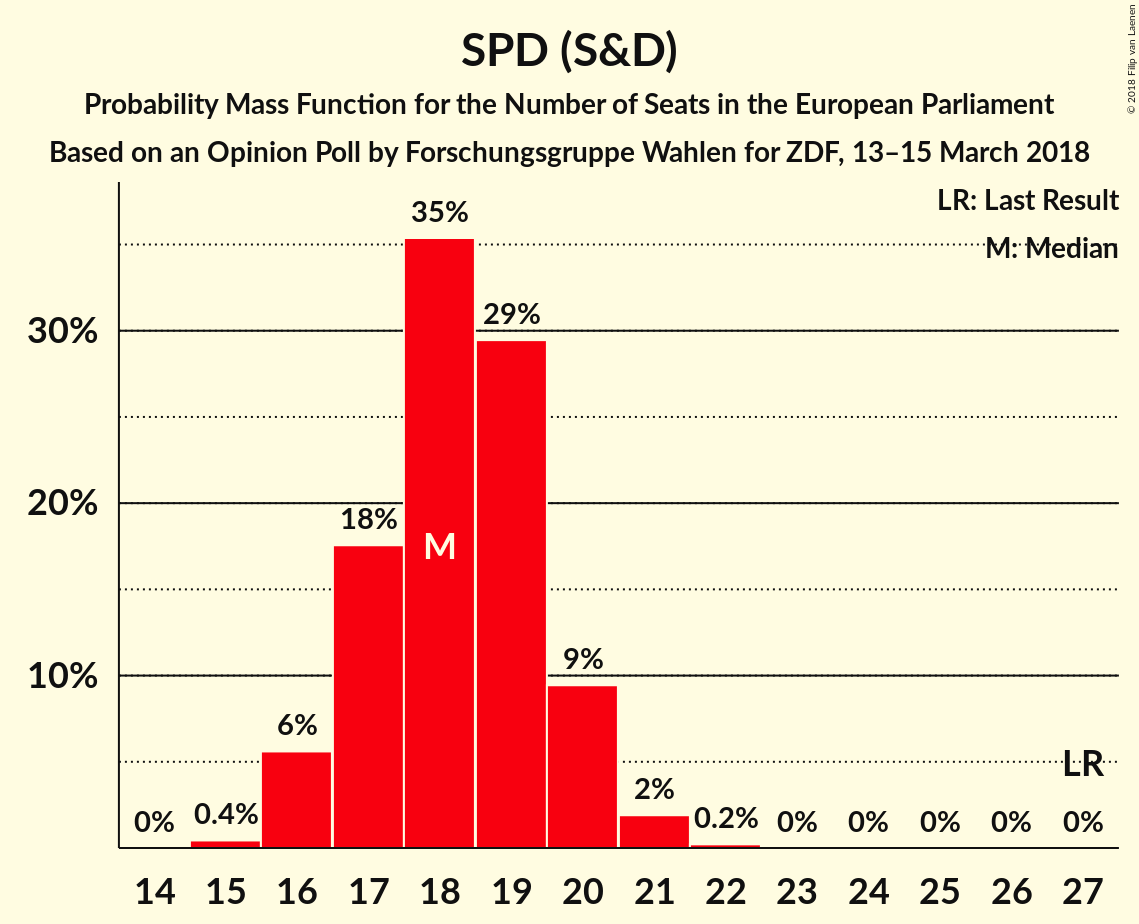 SPD (S&D)
Probability Mass Function for the Number of Seats in the European Parliament
Based on an Opinion Poll by Forschungsgruppe Wahlen for ZDF, 13–15 March 2018
© 2018 Filip van Laenen
LR: Last Result
M: Median
30%
20%
10%
0%
0.4%
6%
18%
35%
M
29%
9%
2%
0.2%
0%
0%
0%
0%
LR
0%
14 15 16 17 18 19 20 21 22 23 24 25 26 27